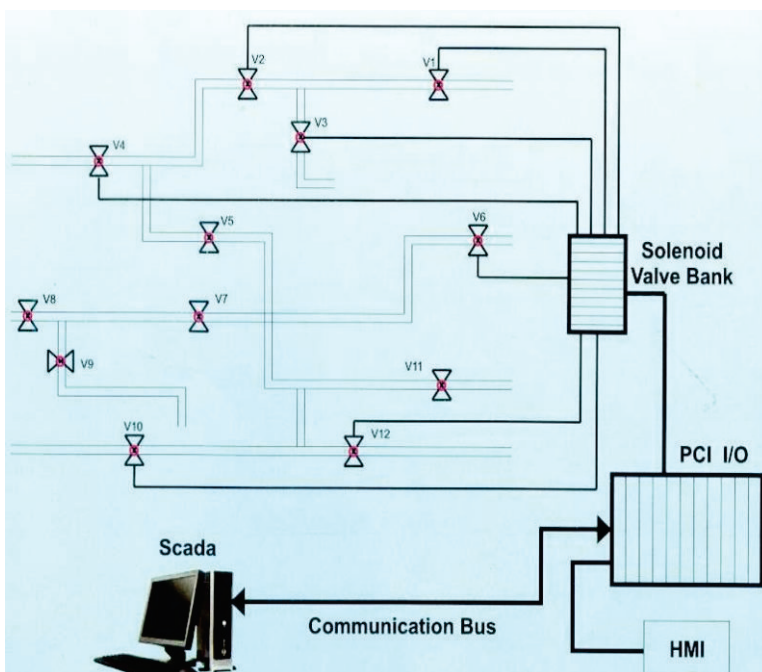 V2
V1
V3
V4
V5
V6
Solenoid
Valve Bank
V8
V7
V9
V11
V10
V12
PCI I/O
Scada
Communication Bus
HMI